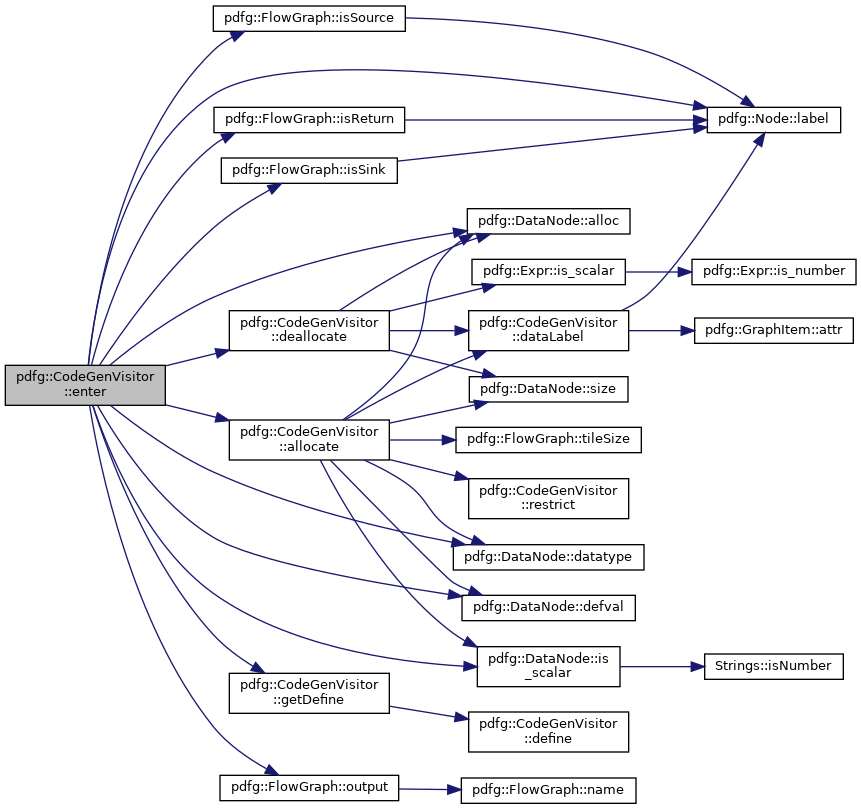 pdfg::FlowGraph::isSource
pdfg::FlowGraph::isReturn
pdfg::Node::label
pdfg::FlowGraph::isSink
pdfg::DataNode::alloc
pdfg::Expr::is_scalar
pdfg::Expr::is_number
pdfg::CodeGenVisitor
::deallocate
pdfg::CodeGenVisitor
::dataLabel
pdfg::GraphItem::attr
pdfg::CodeGenVisitor
::enter
pdfg::DataNode::size
pdfg::CodeGenVisitor
::allocate
pdfg::FlowGraph::tileSize
pdfg::CodeGenVisitor
::restrict
pdfg::DataNode::datatype
pdfg::DataNode::defval
pdfg::DataNode::is
_scalar
Strings::isNumber
pdfg::CodeGenVisitor
::getDefine
pdfg::CodeGenVisitor
::define
pdfg::FlowGraph::output
pdfg::FlowGraph::name